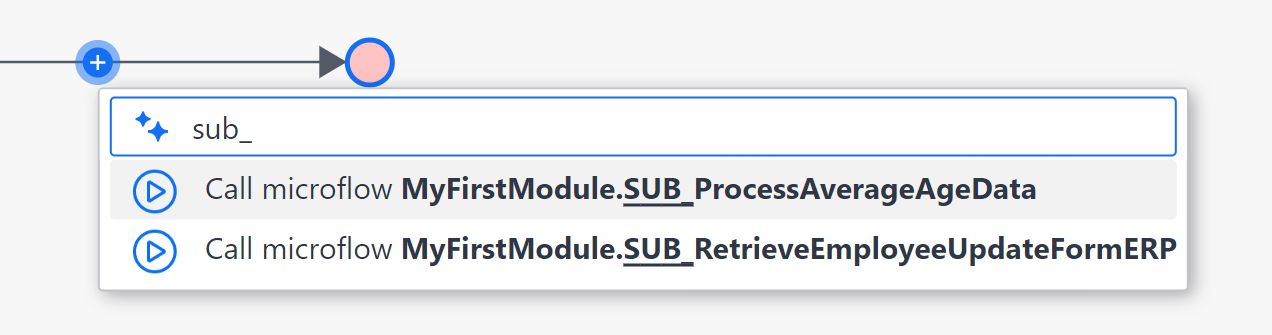 sub_
Call microflow MyFirstModule.SUB_ProcessAverageAgeData
Call microflow MyFirstModule.SUB_RetrieveEmployeeUpdateFormERP